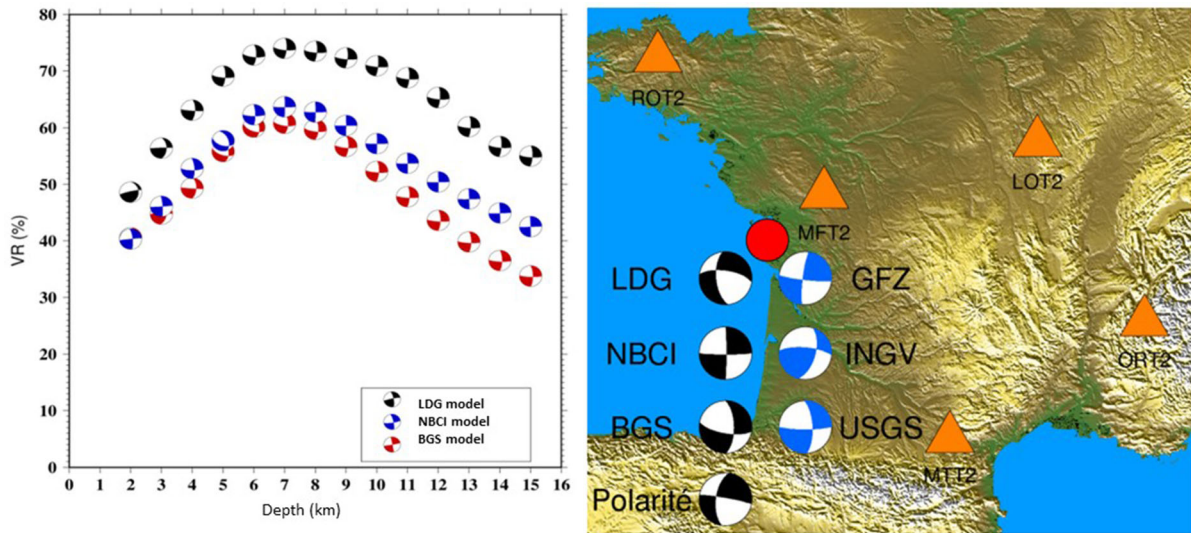 80
70
60
50
40
30
20
10
0
VR (%)
0 1 2 3 4 5 6 7 8 9 10 11 12 13 14 15 16
Depth (km)
LDG model
NBCI model
BGS model
ROT2
LOT2
MFT2
LDG GFZ
NBCI INGV
ORT2
BGS USGS
MTT2
Polarité